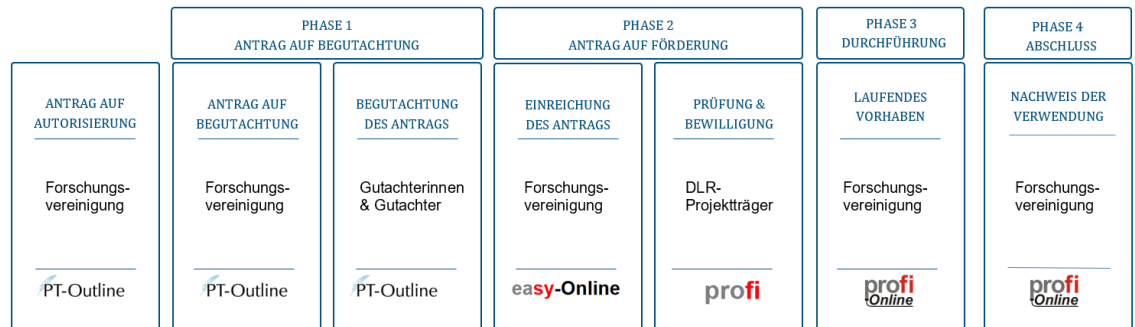 PHASE 1
ANTRAG AUF BEGUTACHTUNG
PHASE 2
ANTRAG AUF FÖRDERUNG
PHASE 3
DURCHFÜHRUNG
PHASE 4
ABSCHLUSS
ANTRAG AUF
AUTORISIERUNG
Forschungs-
vereinigung
PT-Outline
ANTRAG AUF
BEGUTACHTUNG
Forschungs-
vereinigung
PT-Outline
BEGUTACHTUNG
DES ANTRAGS
Gutachterinnen
& Gutachter
PT-Outline
EINREICHUNG
DES ANTRAGS
Forschungs-
vereinigung
easy-Online
PRÜFUNG &
BEWILLIGUNG
DLR-
Projektträger
profi
LAUFENDES
VORHABEN
Forschungs-
vereinigung
profi
-Online
NACHWEIS DER
VERWENDUNG
Forschungs-
vereinigung
profi
-Online